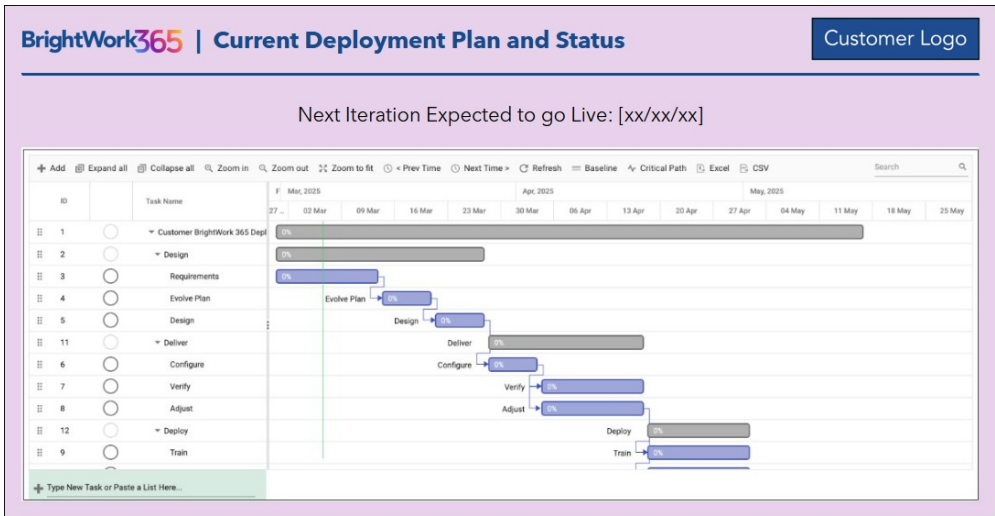 BrightWork365 | Current Deployment Plan and Status
Customer Logo
Next Iteration Expected to go Live: [xx/xx/xx]
Add Expand all Collapse all Zoom in Zoom out Zoom to fit < Prev Time Next Time > Refresh Baseline Critical Path Excel CSV Search
ID Task Name F Mar, 2025 Apr, 2025 May, 2025
27 ... 02 Mar 09 Mar 16 Mar 23 Mar 30 Mar 06 Apr 13 Apr 20 Apr 27 Apr 04 May 11 May 18 May 25 May
1 Customer BrightWork 365 Depl 0%
2 Design 0%
3 Requirements 0%
4 Evolve Plan Evolve Plan 0%
5 Design Design 0%
11 Deliver Deliver 0%
6 Configure Configure 0%
7 Verify Verify 0%
8 Adjust Adjust 0%
12 Deploy Deploy 0%
9 Train Train 0%
Type New Task or Paste a List Here...